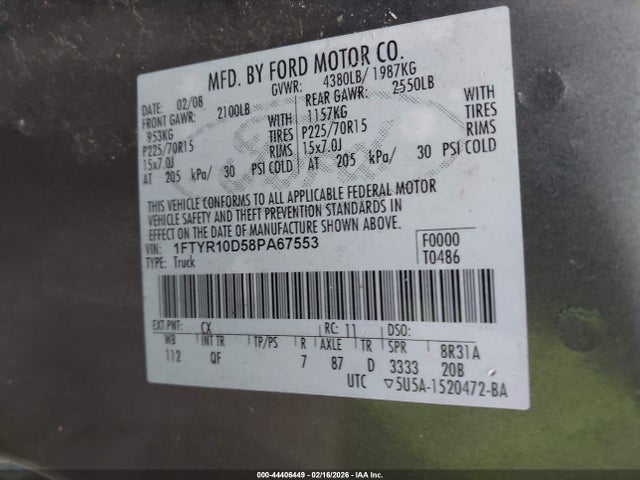 MFD. BY FORD MOTOR CO.
DATE: 02/08 GVWR: 4380LB/ 1987KG
FRONT GAWR: 2100LB REAR GAWR: 2550LB
953KG WITH 1157KG WITH
P225/70R15 TIRES P225/70R15 TIRES
15x7.0J RIMS 15x7.0J RIMS
AT 205 kPa/ 30 PSI COLD AT 205 kPa/ 30 PSI COLD
THIS VEHICLE CONFORMS TO ALL APPLICABLE FEDERAL MOTOR
VEHICLE SAFETY AND THEFT PREVENTION STANDARDS IN
EFFECT ON THE DATE OF MANUFACTURE SHOWN ABOVE.
VIN: 1FTYR10D58PA67553 F0000
TYPE: Truck T0486
EXT PNT: CX RC: 11 DSO:
WB INT TR TP/PS R AXLE TR SPR 8R31A
112 QF 7 87 D 3333 20B
UTC ▽5U5A-1520472-BA
000-44406449 - 02/16/2026 - IAA Inc.